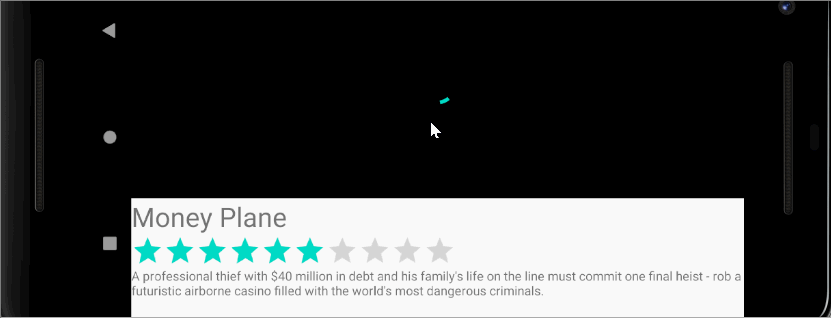 Money Plane
A professional thief with $40 million in debt and his family's life on the line must commit one final heist - rob a
futuristic airborne casino filled with the world's most dangerous criminals.